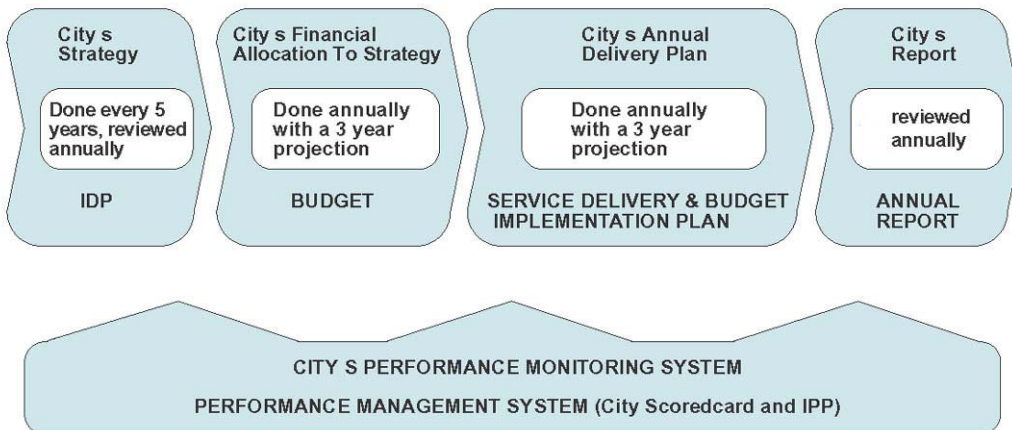 City s
Strategy
Done every 5
years, reviewed
annually
IDP
City s Financial
Allocation To Strategy
Done annually
with a 3 year
projection
BUDGET
City s Annual
Delivery Plan
Done annually
with a 3 year
projection
SERVICE DELIVERY & BUDGET
IMPLEMENTATION PLAN
City s
Report
reviewed
annually
ANNUAL
REPORT
CITY S PERFORMANCE MONITORING SYSTEM
PERFORMANCE MANAGEMENT SYSTEM (City Scoredcard and IPP)